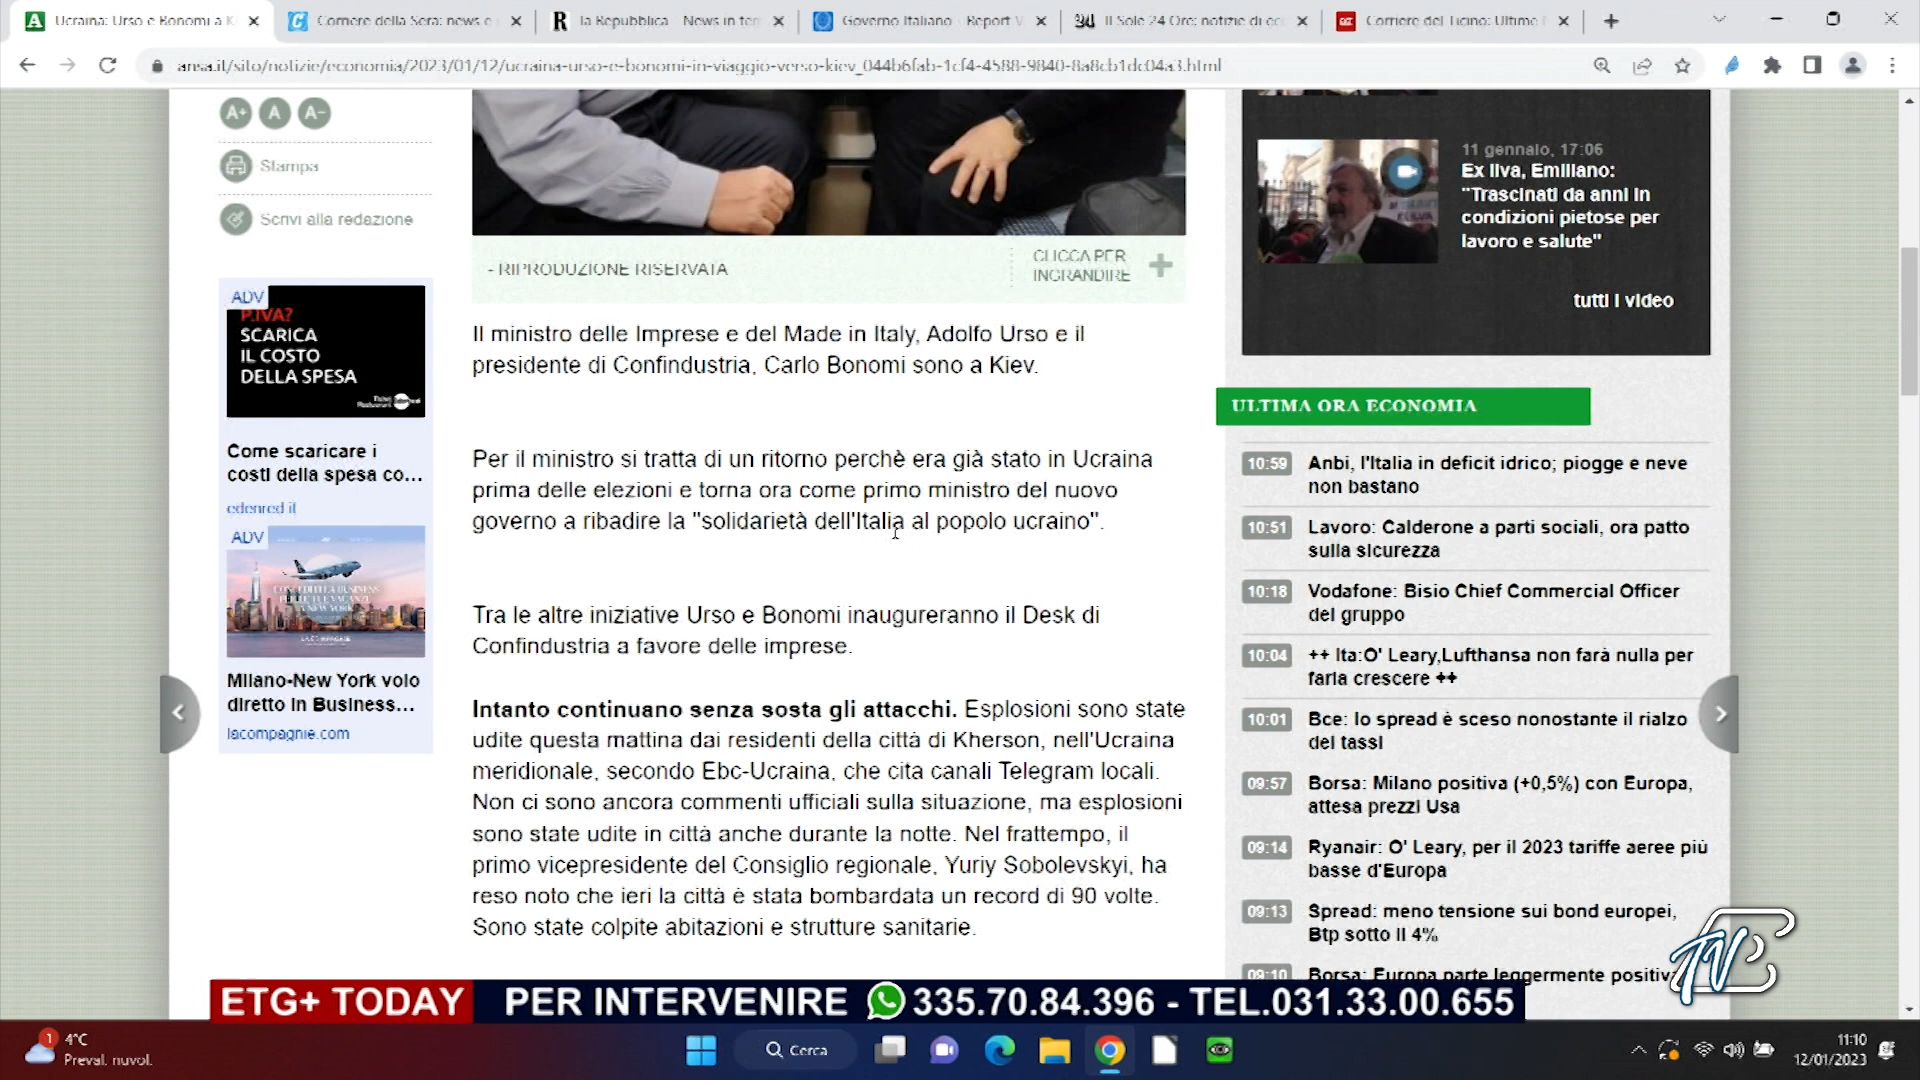 Ucraina: Urso e Bonomi a K
Corriere della Sera: news e
la Repubblica - News in tem
Governo Italiano - Report V
Il Sole 24 Ore: notizie di ec
Corriere del Ticino: Ultime
ansa.it/sito/notizie/economia/2023/01/12/ucraina-urso-e-bonomi-in-viaggio-verso-kiev_044b6fab-1cf4-4588-9840-8a8cb1dc04a3.html
A+ A A-
Stampa
Scrivi alla redazione
ADV
P.IVA?
SCARICA
IL COSTO
DELLA SPESA
Come scaricare i
costi della spesa co...
edenred.it
ADV
Milano-New York volo
diretto in Business...
lacompagnie.com
- RIPRODUZIONE RISERVATA
CLICCA PER
INGRANDIRE
Il ministro delle Imprese e del Made in Italy, Adolfo Urso e il
presidente di Confindustria, Carlo Bonomi sono a Kiev.
Per il ministro si tratta di un ritorno perchè era già stato in Ucraina
prima delle elezioni e torna ora come primo ministro del nuovo
governo a ribadire la "solidarietà dell'Italia al popolo ucraino".
Tra le altre iniziative Urso e Bonomi inaugureranno il Desk di
Confindustria a favore delle imprese.
Intanto continuano senza sosta gli attacchi. Esplosioni sono state
udite questa mattina dai residenti della città di Kherson, nell'Ucraina
meridionale, secondo Ebc-Ucraina, che cita canali Telegram locali.
Non ci sono ancora commenti ufficiali sulla situazione, ma esplosioni
sono state udite in città anche durante la notte. Nel frattempo, il
primo vicepresidente del Consiglio regionale, Yuriy Sobolevskyi, ha
reso noto che ieri la città è stata bombardata un record di 90 volte.
Sono state colpite abitazioni e strutture sanitarie.
11 gennaio, 17:06
Ex Ilva, Emiliano:
"Trascinati da anni in
condizioni pietose per
lavoro e salute"
tutti i video
ULTIMA ORA ECONOMIA
10:59 Anbi, l'Italia in deficit idrico; piogge e neve
non bastano
10:51 Lavoro: Calderone a parti sociali, ora patto
sulla sicurezza
10:18 Vodafone: Bisio Chief Commercial Officer
del gruppo
10:04 ++ Ita:O' Leary,Lufthansa non farà nulla per
farla crescere ++
10:01 Bce: lo spread è sceso nonostante il rialzo
dei tassi
09:57 Borsa: Milano positiva (+0,5%) con Europa,
attesa prezzi Usa
09:14 Ryanair: O' Leary, per il 2023 tariffe aeree più
basse d'Europa
09:13 Spread: meno tensione sui bond europei,
Btp sotto il 4%
09:10 Borsa: Europa parte leggermente positiva
ETG+ TODAY PER INTERVENIRE 335.70.84.396 - TEL.031.33.00.655
1
4°C
Preval. nuvol.
Cerca
11:10
12/01/2023